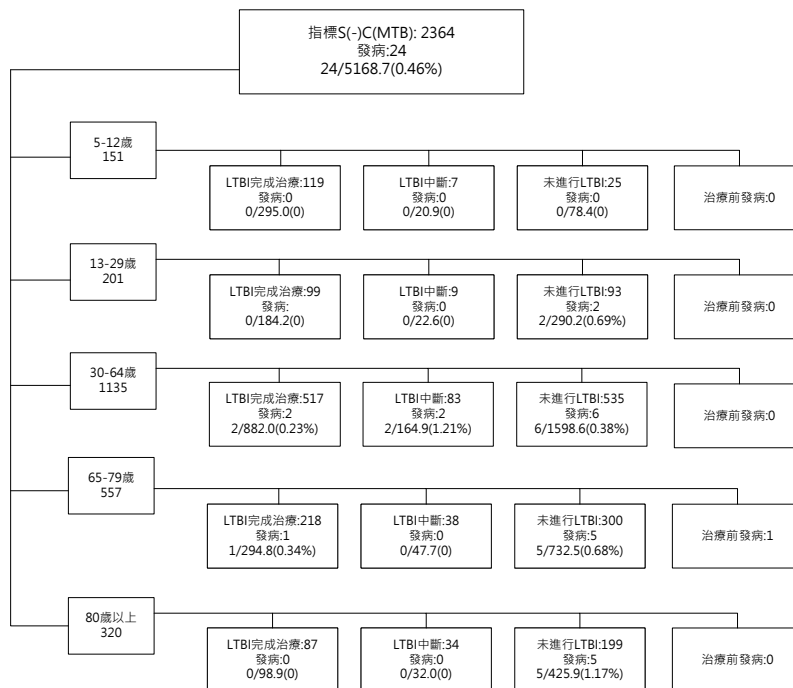 指標S(-)C(MTB): 2364
發病:24
24/5168.7(0.46%)
5-12歲
151
LTBI完成治療:119
發病:0
0/295.0(0)
LTBI中斷:7
發病:0
0/20.9(0)
未進行LTBI:25
發病:0
0/78.4(0)
治療前發病:0
13-29歲
201
LTBI完成治療:99
發病:
0/184.2(0)
LTBI中斷:9
發病:0
0/22.6(0)
未進行LTBI:93
發病:2
2/290.2(0.69%)
治療前發病:0
30-64歲
1135
LTBI完成治療:517
發病:2
2/882.0(0.23%)
LTBI中斷:83
發病:2
2/164.9(1.21%)
未進行LTBI:535
發病:6
6/1598.6(0.38%)
治療前發病:0
65-79歲
557
LTBI完成治療:218
發病:1
1/294.8(0.34%)
LTBI中斷:38
發病:0
0/47.7(0)
未進行LTBI:300
發病:5
5/732.5(0.68%)
治療前發病:1
80歲以上
320
LTBI完成治療:87
發病:0
0/98.9(0)
LTBI中斷:34
發病:0
0/32.0(0)
未進行LTBI:199
發病:5
5/425.9(1.17%)
治療前發病:0